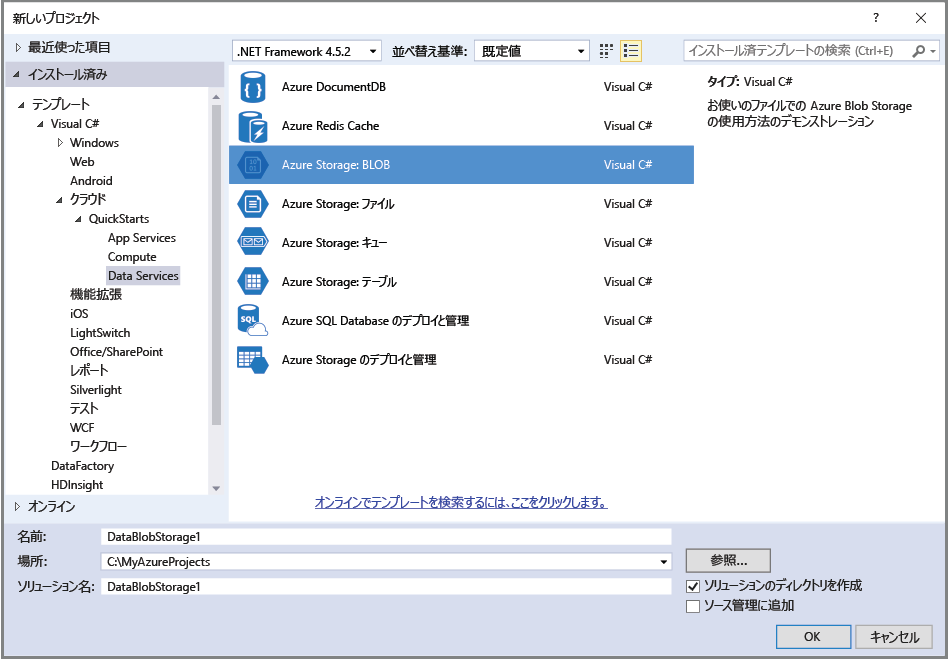 新しいプロジェクト
?
最近使った項目
.NET Framework 4.5.2
並べ替え基準:
既定値
インストール済テンプレートの検索 (Ctrl+E)
インストール済み
テンプレート
Visual C#
Windows
Web
Android
クラウド
QuickStarts
App Services
Compute
Data Services
機能拡張
iOS
LightSwitch
Office/SharePoint
レポート
Silverlight
テスト
WCF
ワークフロー
DataFactory
HDInsight
オンライン
Azure DocumentDB Visual C#
Azure Redis Cache Visual C#
Azure Storage: BLOB Visual C#
Azure Storage: ファイル Visual C#
Azure Storage: キュー Visual C#
Azure Storage: テーブル Visual C#
SQL
Azure SQL Database のデプロイと管理 Visual C#
Azure Storage のデプロイと管理 Visual C#
オンラインでテンプレートを検索するには、ここをクリックします。
タイプ: Visual C#
お使いのファイルでの Azure Blob Storage
の使用方法のデモンストレーション
名前: DataBlobStorage1
場所: C:\MyAzureProjects
参照...
ソリューション名: DataBlobStorage1
ソリューションのディレクトリを作成
ソース管理に追加
OK
キャンセル